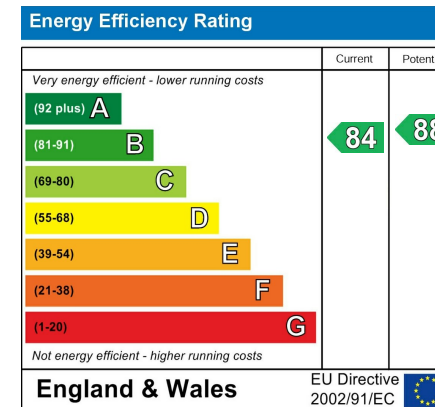 Energy Efficiency Rating
Current
Very energy efficient - lower running costs
(92 plus) A
(81-91) B
(69-80) C
(55-68) D
(39-54) E
(21-38) F
(1-20) G
84
Not energy efficient - higher running costs
England & Wales
EU Directive
2002/91/EC